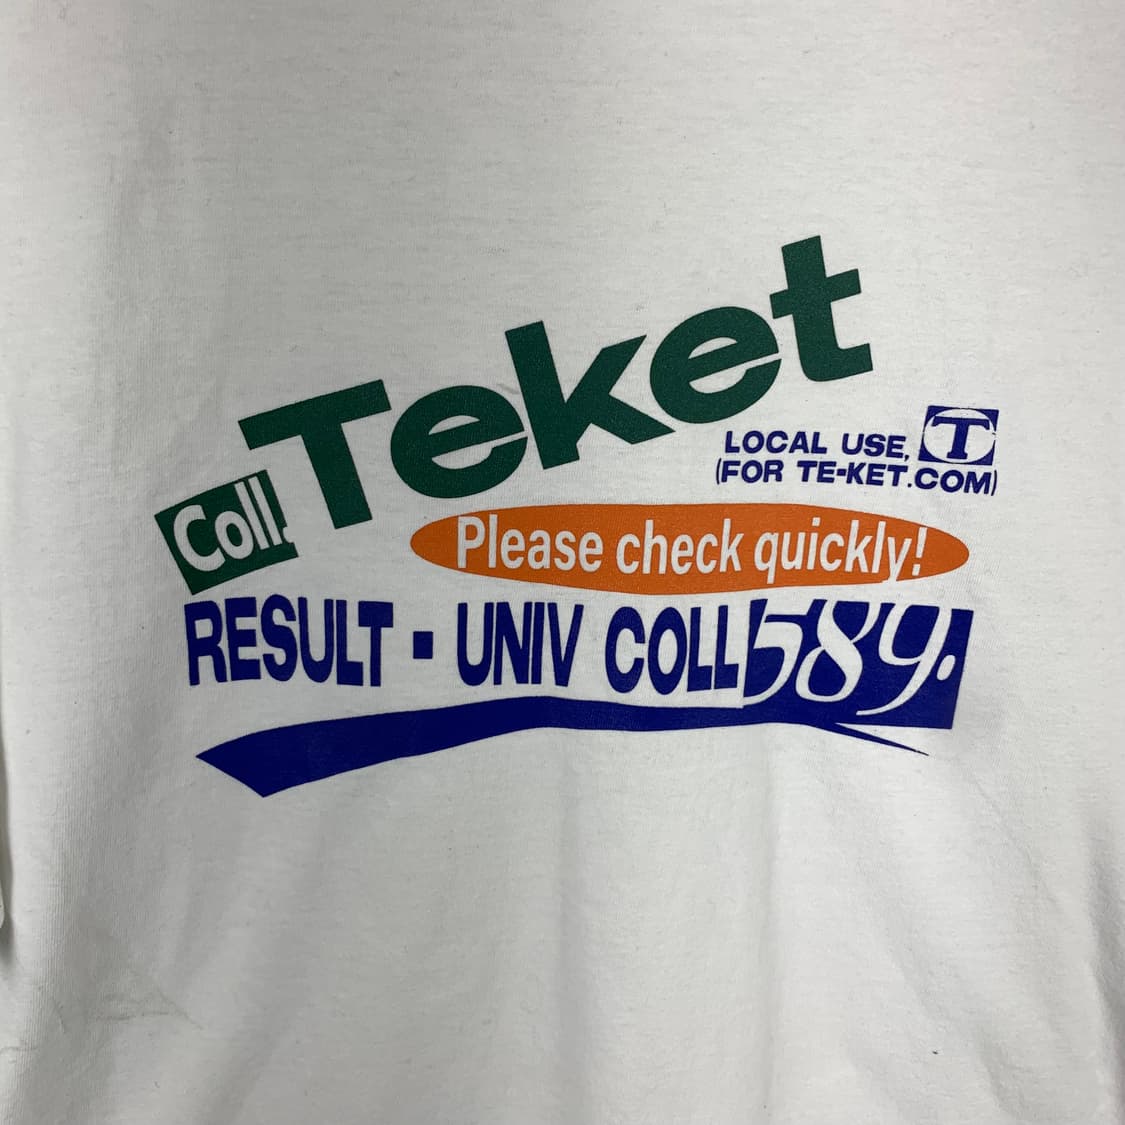 Teket
Coll.
LOCAL USE, T
(FOR TE-KET.COM)
Please check quickly!
RESULT · UNIV COLL 589.